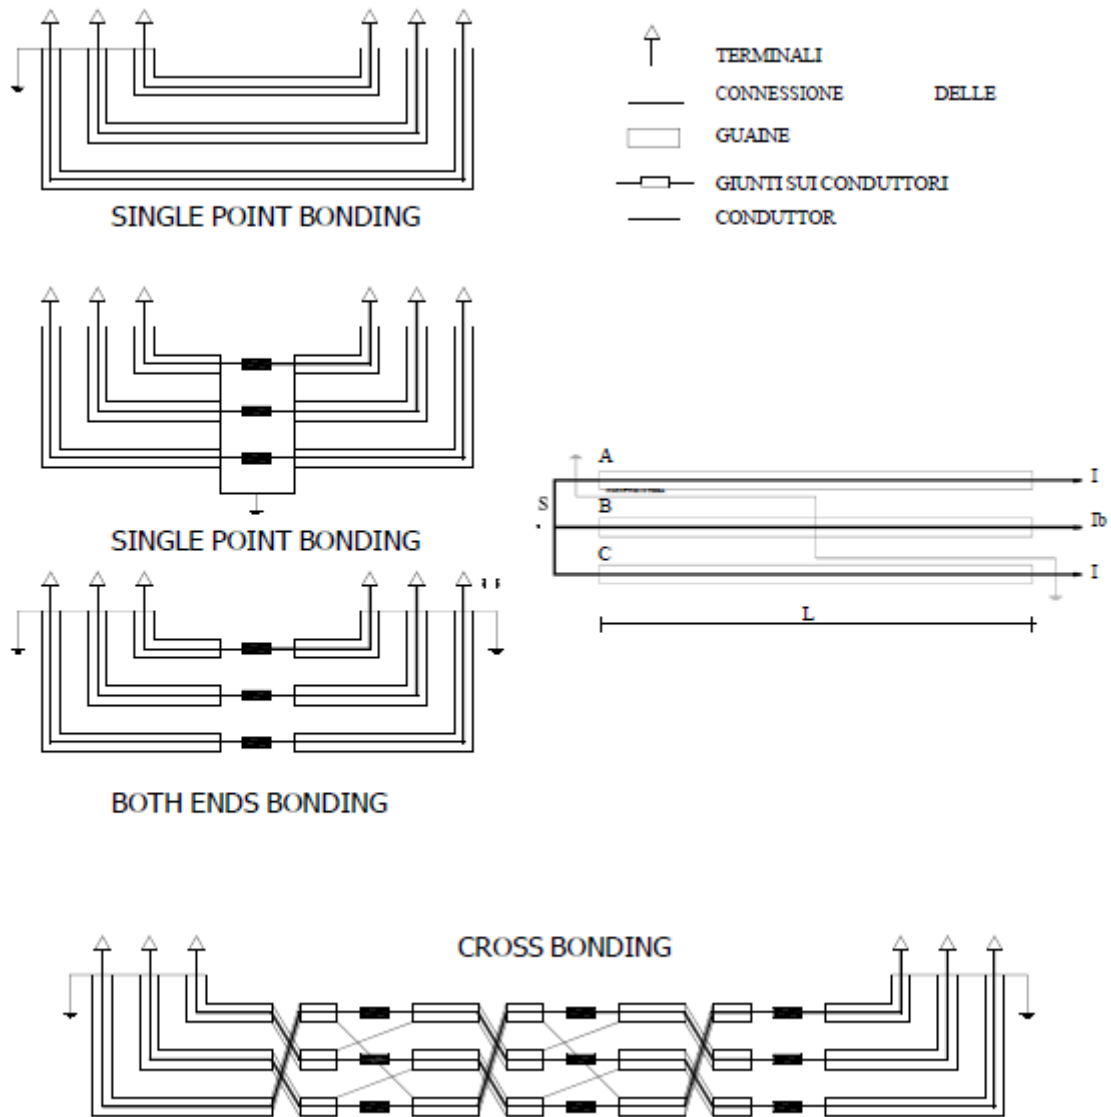 TERMINALI
CONNESSIONE DELLE
GUAINE
GIUNTI SUI CONDUTTORI
CONDUTTOR
SINGLE POINT BONDING
SINGLE POINT BONDING
A
I
S
B
Ib
C
I
L
BOTH ENDS BONDING
CROSS BONDING